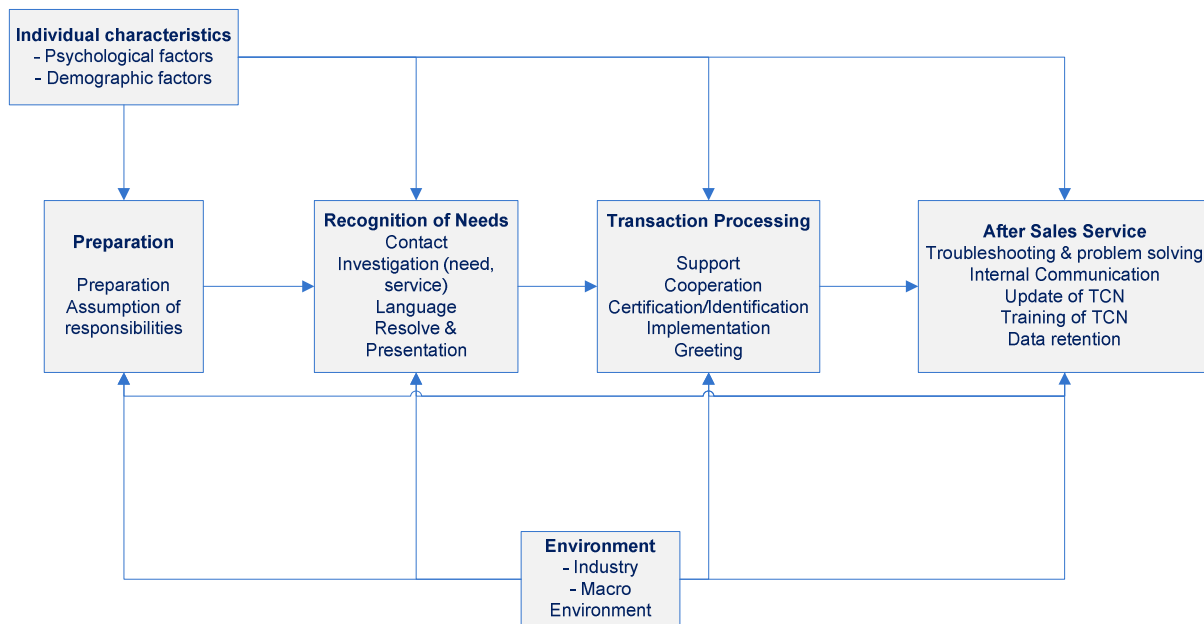 Individual characteristics
- Psychological factors
- Demographic factors
Preparation
Preparation
Assumption of
responsibilities
Recognition of Needs
Contact
Investigation (need,
service)
Language
Resolve &
Presentation
Transaction Processing
Support
Cooperation
Certification/Identification
Implementation
Greeting
After Sales Service
Troubleshooting & problem solving
Internal Communication
Update of TCN
Training of TCN
Data retention
Environment
- Industry
- Macro
Environment